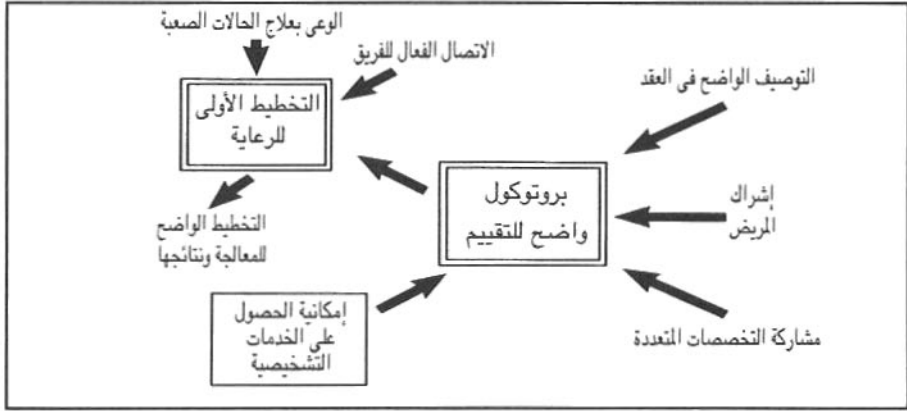 الوعى بعلاج الحالات الصعبة
الاتصال الفعال للفريق
التوصيف الواضح فى العقد
التخطيط الأولى
للرعاية
بروتوكول
واضح للتقييم
إشراك
المريض
التخطيط الواضح
للمعالجة ونتائجها
إمكانية الحصول
على الخدمات
التشخيصية
مشاركة التخصصات المتعددة